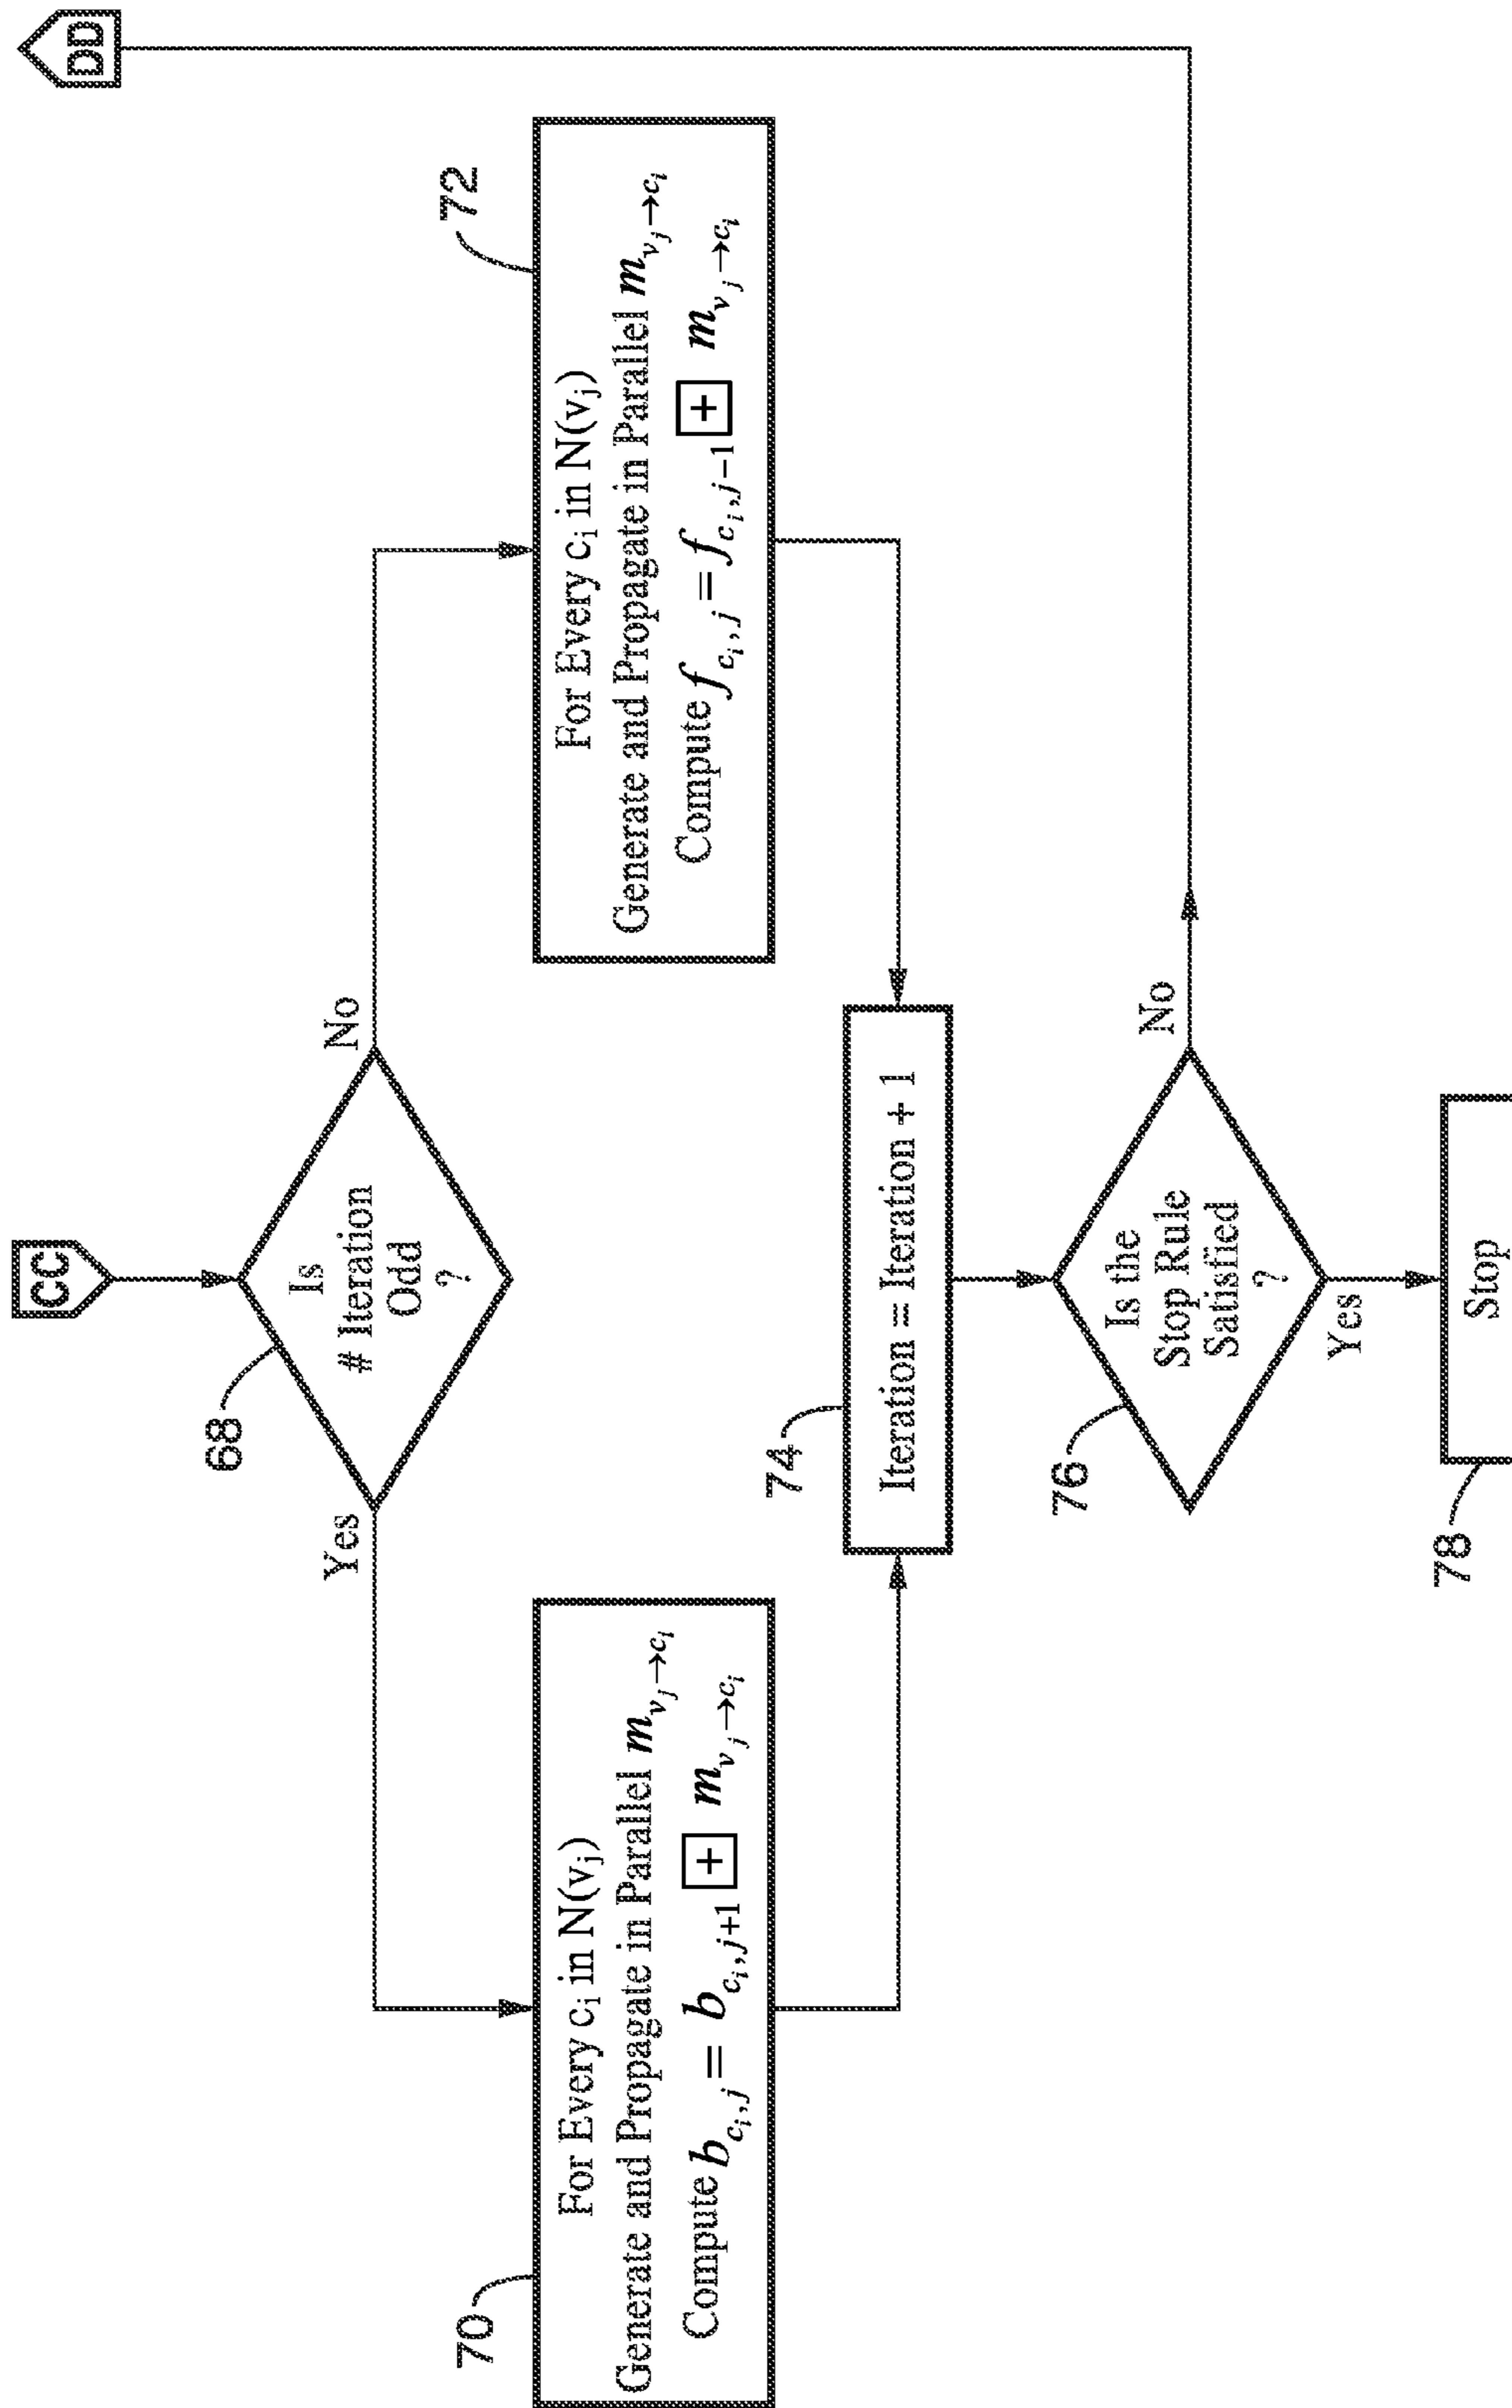 CC
DD
68
Is
# Iteration
Odd
?
Yes
No
70
For Every c_i in N(v_j)
Generate and Propagate in Parallel m_{v_j→c_i}
Compute b_{c_i,j} = b_{c_i,j+1} ⊞ m_{v_j→c_i}
72
For Every c_i in N(v_j)
Generate and Propagate in Parallel m_{v_j→c_i}
Compute f_{c_i,j} = f_{c_i,j−1} ⊞ m_{v_j→c_i}
74
Iteration = Iteration + 1
76
Is the
Stop Rule
Satisfied
?
No
Yes
78
Stop